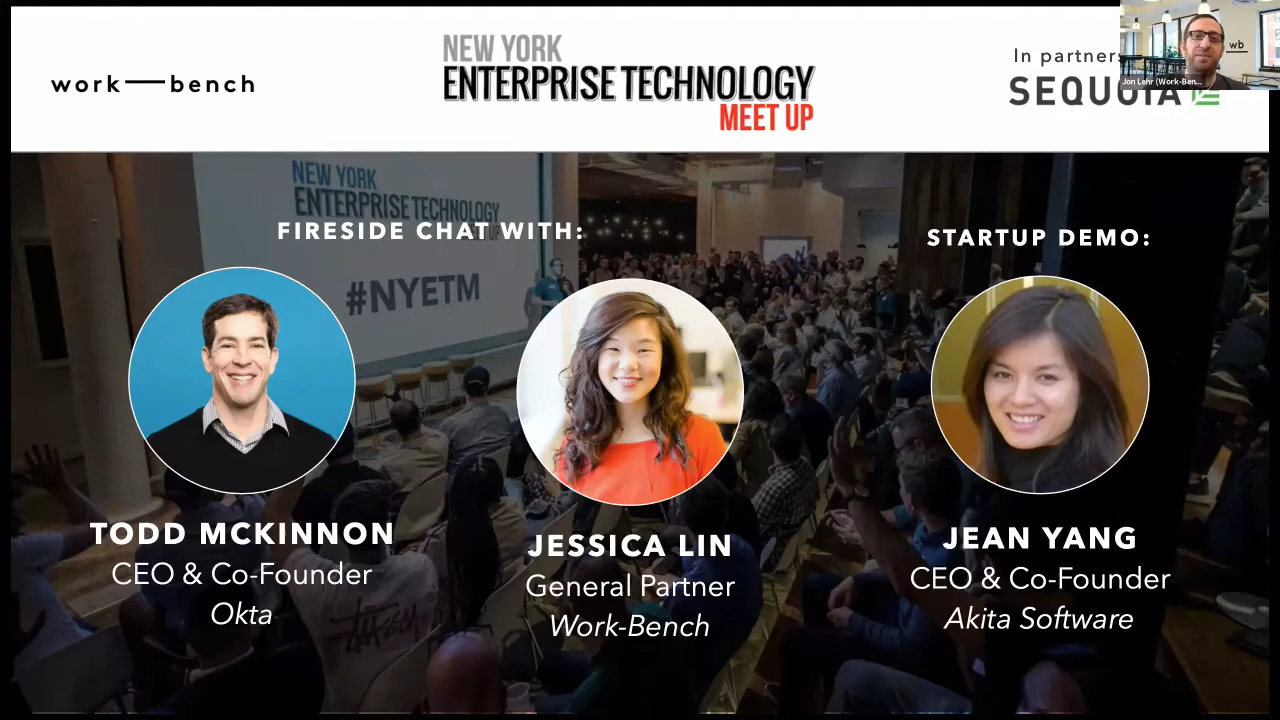 work—bench
NEW YORK
ENTERPRISE TECHNOLOGY
MEET UP
In partners
SEQUOIA
wb
Jon Lehr (Work-Ben...
NEW YORK
ENTERPRISE TECHNOLOGY
#NYETM
FIRESIDE CHAT WITH:
STARTUP DEMO:
TODD MCKINNON
CEO & Co-Founder
Okta
JESSICA LIN
General Partner
Work-Bench
JEAN YANG
CEO & Co-Founder
Akita Software